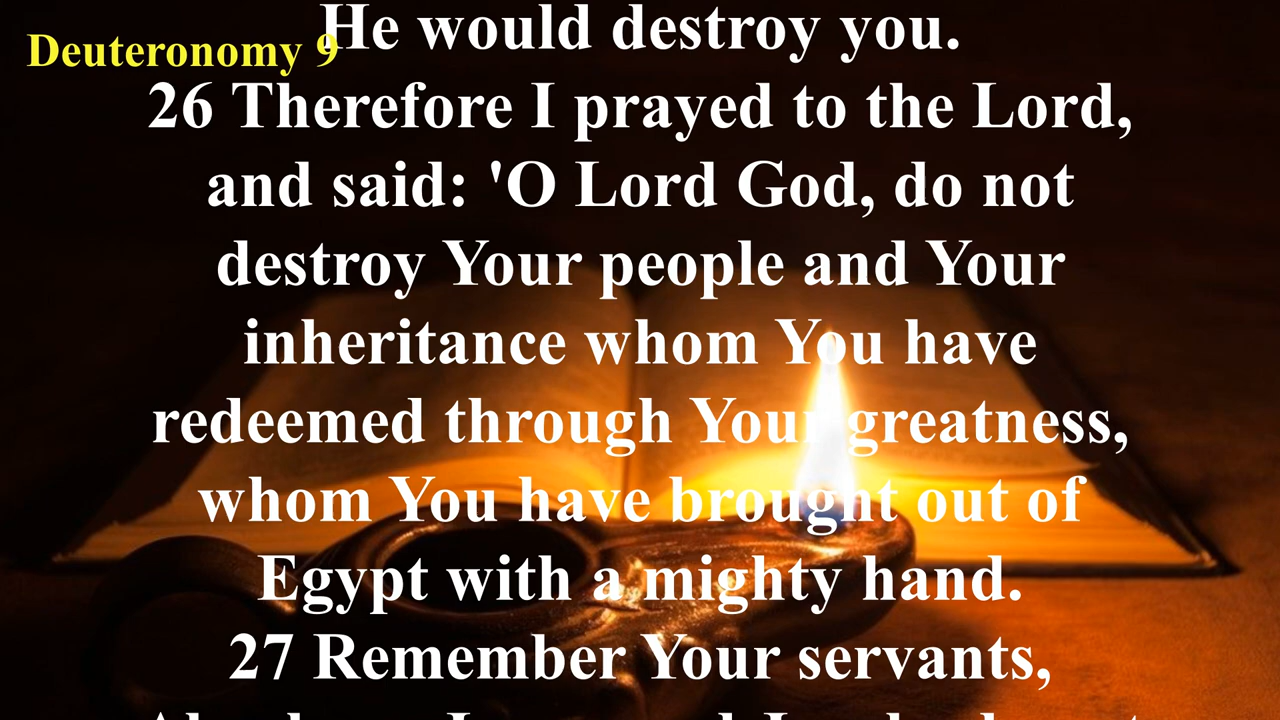 Deuteronomy 9
He would destroy you.
26 Therefore I prayed to the Lord,
and said: 'O Lord God, do not
destroy Your people and Your
inheritance whom You have
redeemed through Your greatness,
whom You have brought out of
Egypt with a mighty hand.
27 Remember Your servants,